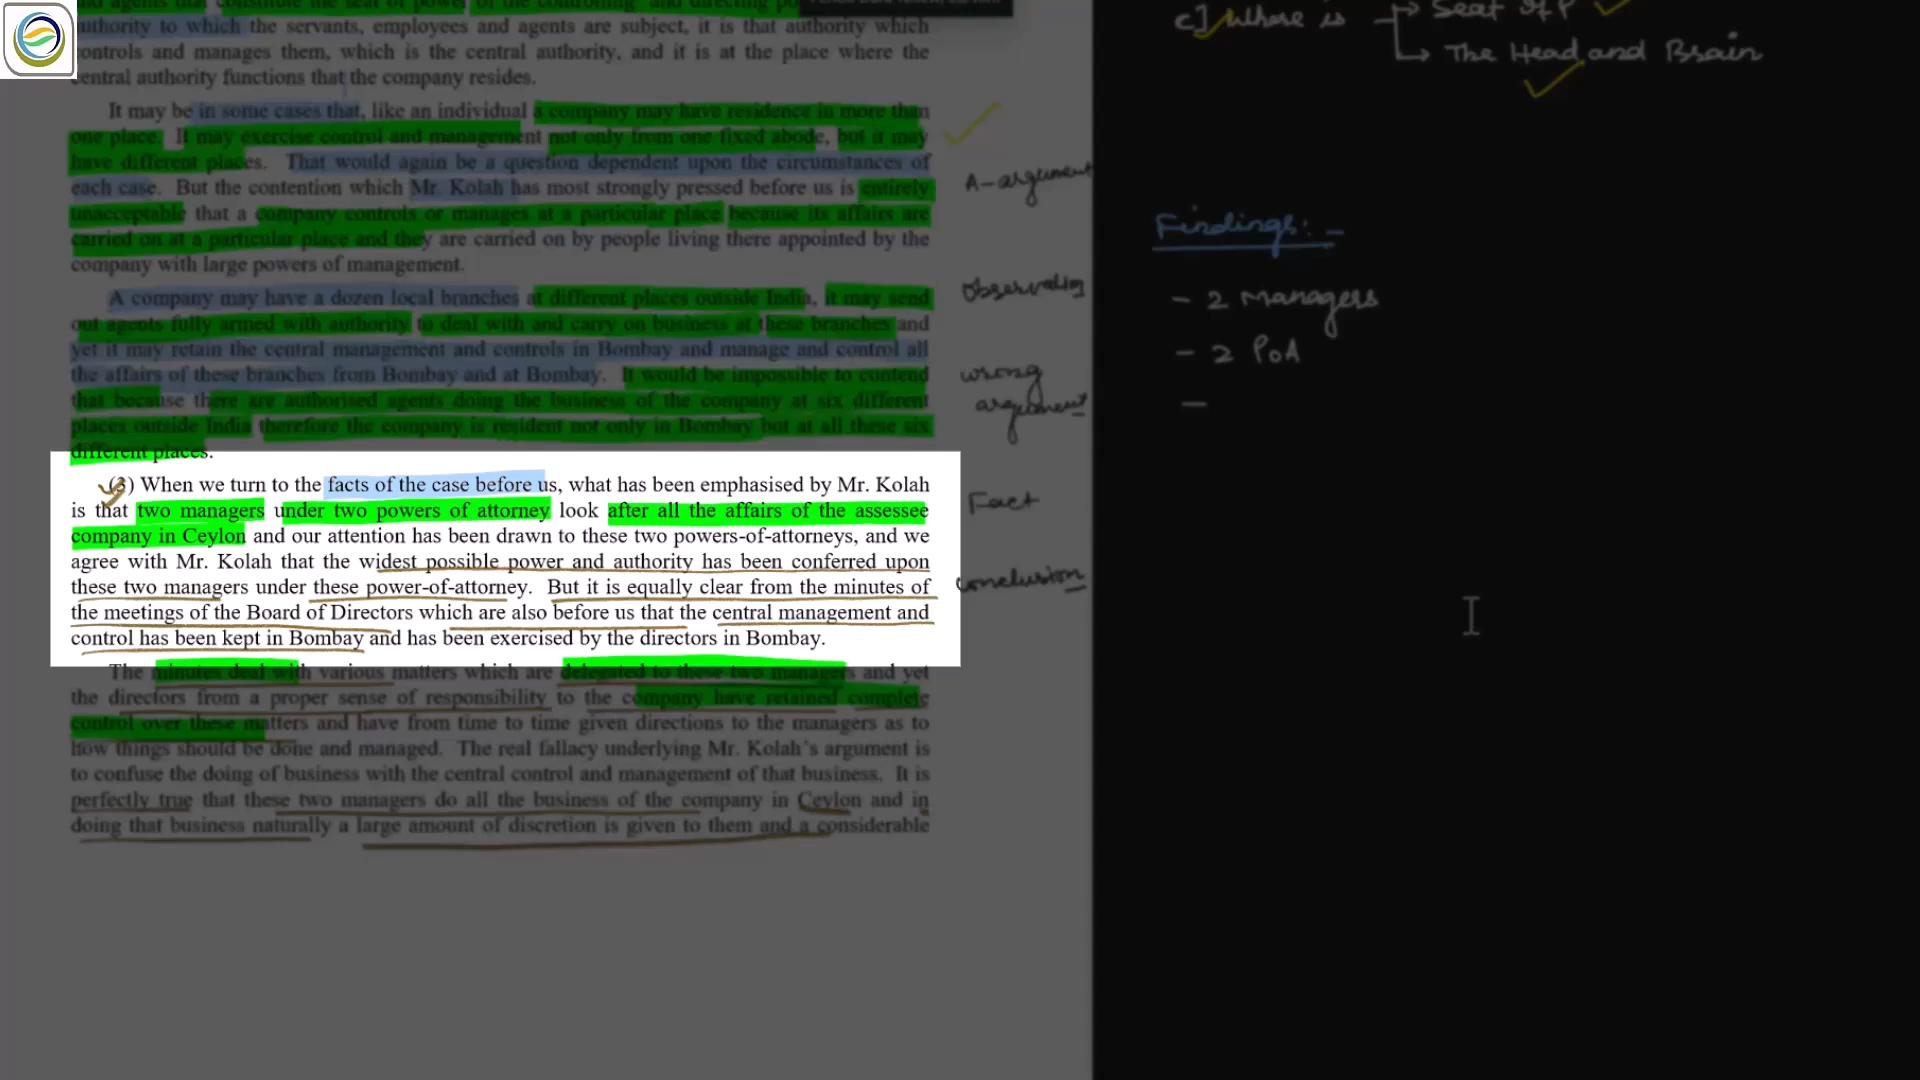 authority to which the servants, employees and agents are subject, it is that authority which
controls and manages them, which is the central authority, and it is at the place where the
central authority functions that the company resides.
It may be in some cases that, like an individual a company may have residence in more than
one place. It may exercise control and management not only from one fixed abode, but it may
have different places. That would again be a question dependent upon the circumstances of
each case. But the contention which Mr. Kolah has most strongly pressed before us is entirely
unacceptable that a company controls or manages at a particular place because its affairs are
carried on at a particular place and they are carried on by people living there appointed by the
company with large powers of management.
A company may have a dozen local branches at different places outside India, it may send
out agents fully armed with authority to deal with and carry on business at these branches and
yet it may retain the central management and controls in Bombay and manage and control all
the affairs of these branches from Bombay and at Bombay. It would be impossible to contend
that because there are authorised agents doing the business of the company at six different
places outside India therefore the company is resident not only in Bombay but at all these six
different places.
(3) When we turn to the facts of the case before us, what has been emphasised by Mr. Kolah
is that two managers under two powers of attorney look after all the affairs of the assessee
company in Ceylon and our attention has been drawn to these two powers-of-attorneys, and we
agree with Mr. Kolah that the widest possible power and authority has been conferred upon
these two managers under these power-of-attorney. But it is equally clear from the minutes of
the meetings of the Board of Directors which are also before us that the central management and
control has been kept in Bombay and has been exercised by the directors in Bombay.
The minutes deal with various matters which are delegated to these two managers and yet
the directors from a proper sense of responsibility to the company have retained complete
control over these matters and have from time to time given directions to the managers as to
how things should be done and managed. The real fallacy underlying Mr. Kolah's argument is
to confuse the doing of business with the central control and management of that business. It is
perfectly true that these two managers do all the business of the company in Ceylon and in
doing that business naturally a large amount of discretion is given to them and a considerable
A-argument
observation
wrong
argument
Fact
conclusion
c] Where is
Seat of P
The Head and Brain
Findings: -
- 2 Managers
- 2 PoA
-